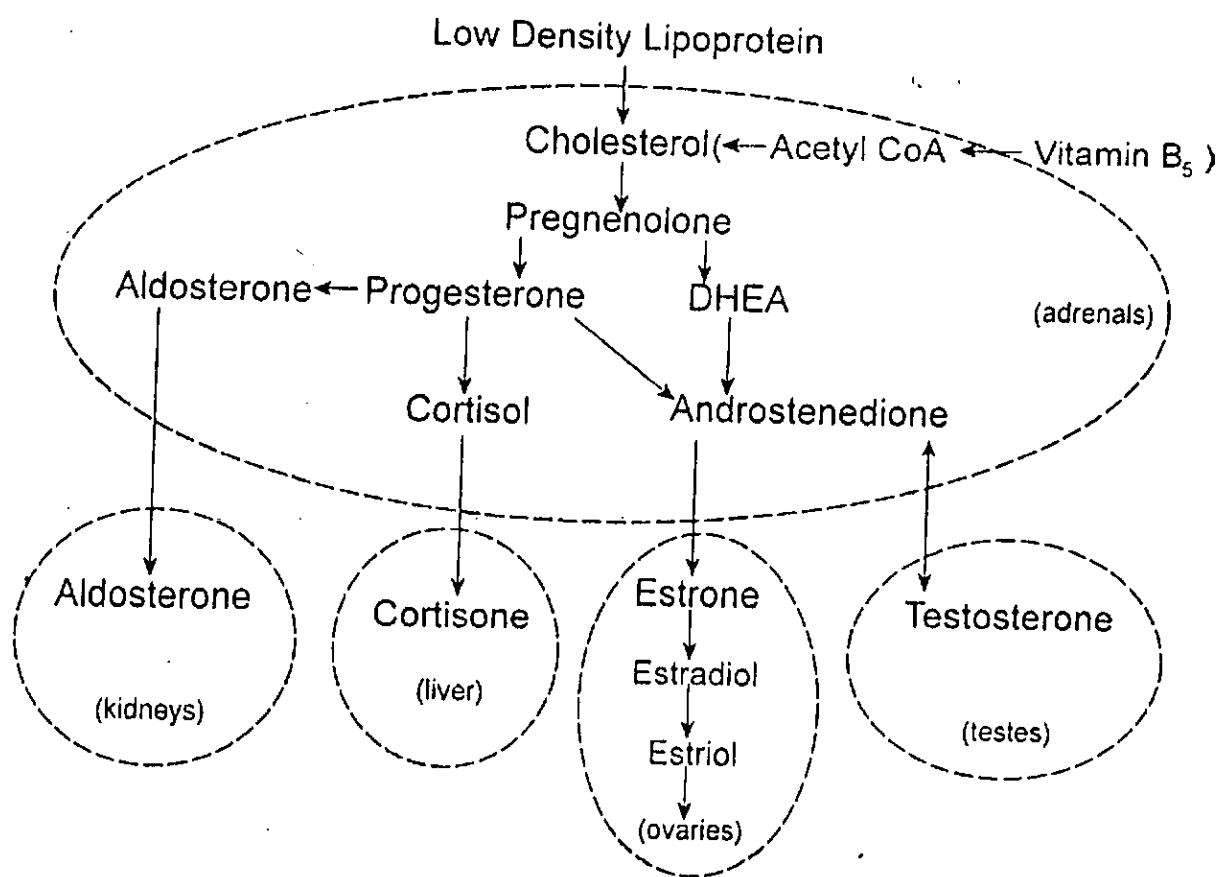 Low Density Lipoprotein
Cholesterol( Acetyl CoA Vitamin B₅ )
Pregnenolone
Aldosterone Progesterone DHEA
(adrenals)
Cortisol Androstenedione
Aldosterone Cortisone Estrone Testosterone
Estradiol
(kidneys) (liver) (testes)
Estriol
(ovaries)